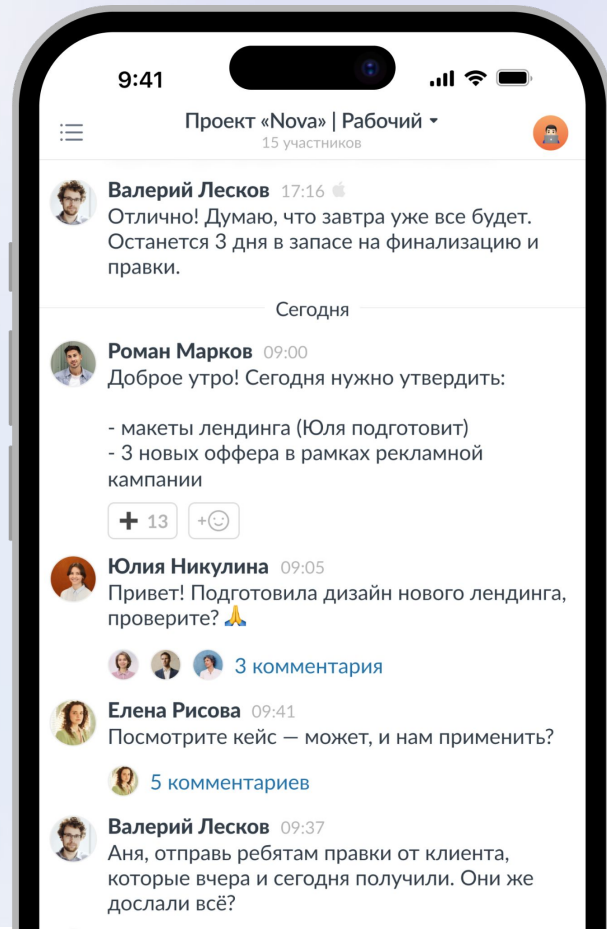 9:41
Проект «Nova» | Рабочий
15 участников
Валерий Лесков 17:16
Отлично! Думаю, что завтра уже все будет.
Останется 3 дня в запасе на финализацию и
правки.
Сегодня
Роман Марков 09:00
Доброе утро! Сегодня нужно утвердить:
- макеты лендинга (Юля подготовит)
- 3 новых оффера в рамках рекламной
кампании
➕ 13
+
Юлия Никулина 09:05
Привет! Подготовила дизайн нового лендинга,
проверите? 🙏
3 комментария
Елена Рисова 09:41
Посмотрите кейс — может, и нам применить?
5 комментариев
Валерий Лесков 09:37
Аня, отправь ребятам правки от клиента,
которые вчера и сегодня получили. Они же
дослали всё?